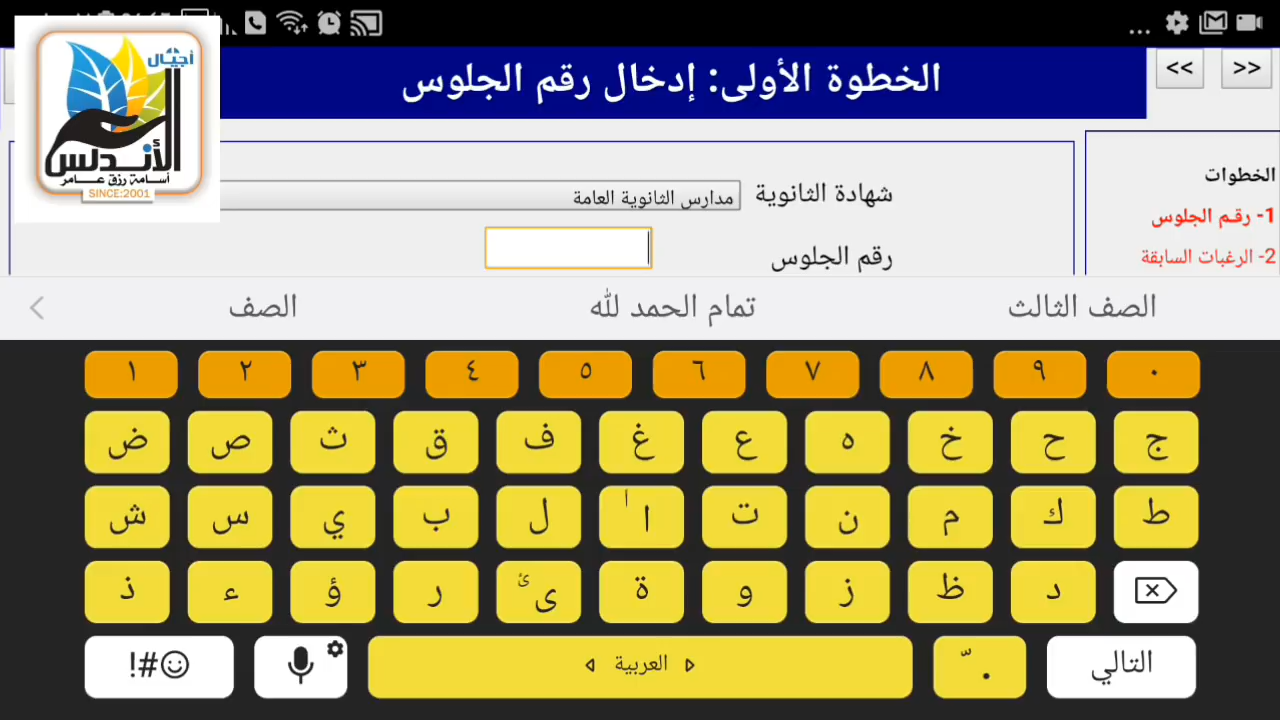 أجيال
الأندلس
أسامة رزق عامر
SINCE:2001
...
<< >>
الخطوة الأولى: إدخال رقم الجلوس
الخطوات
1- رقم الجلوس
2- الرغبات السابقة
شهادة الثانوية
مدارس الثانوية العامة
رقم الجلوس
الصف الثالث
تمام الحمد لله
الصف
١ ٢ ٣ ٤ ٥ ٦ ٧ ٨ ٩ ٠
ض ص ث ق ف غ ع ه خ ح ج
ش س ي ب ل ا أ ت ن م ك ط
ذ ء ؤ ر ى ئ ة و ز ظ د
!#☺ العربية . التالي